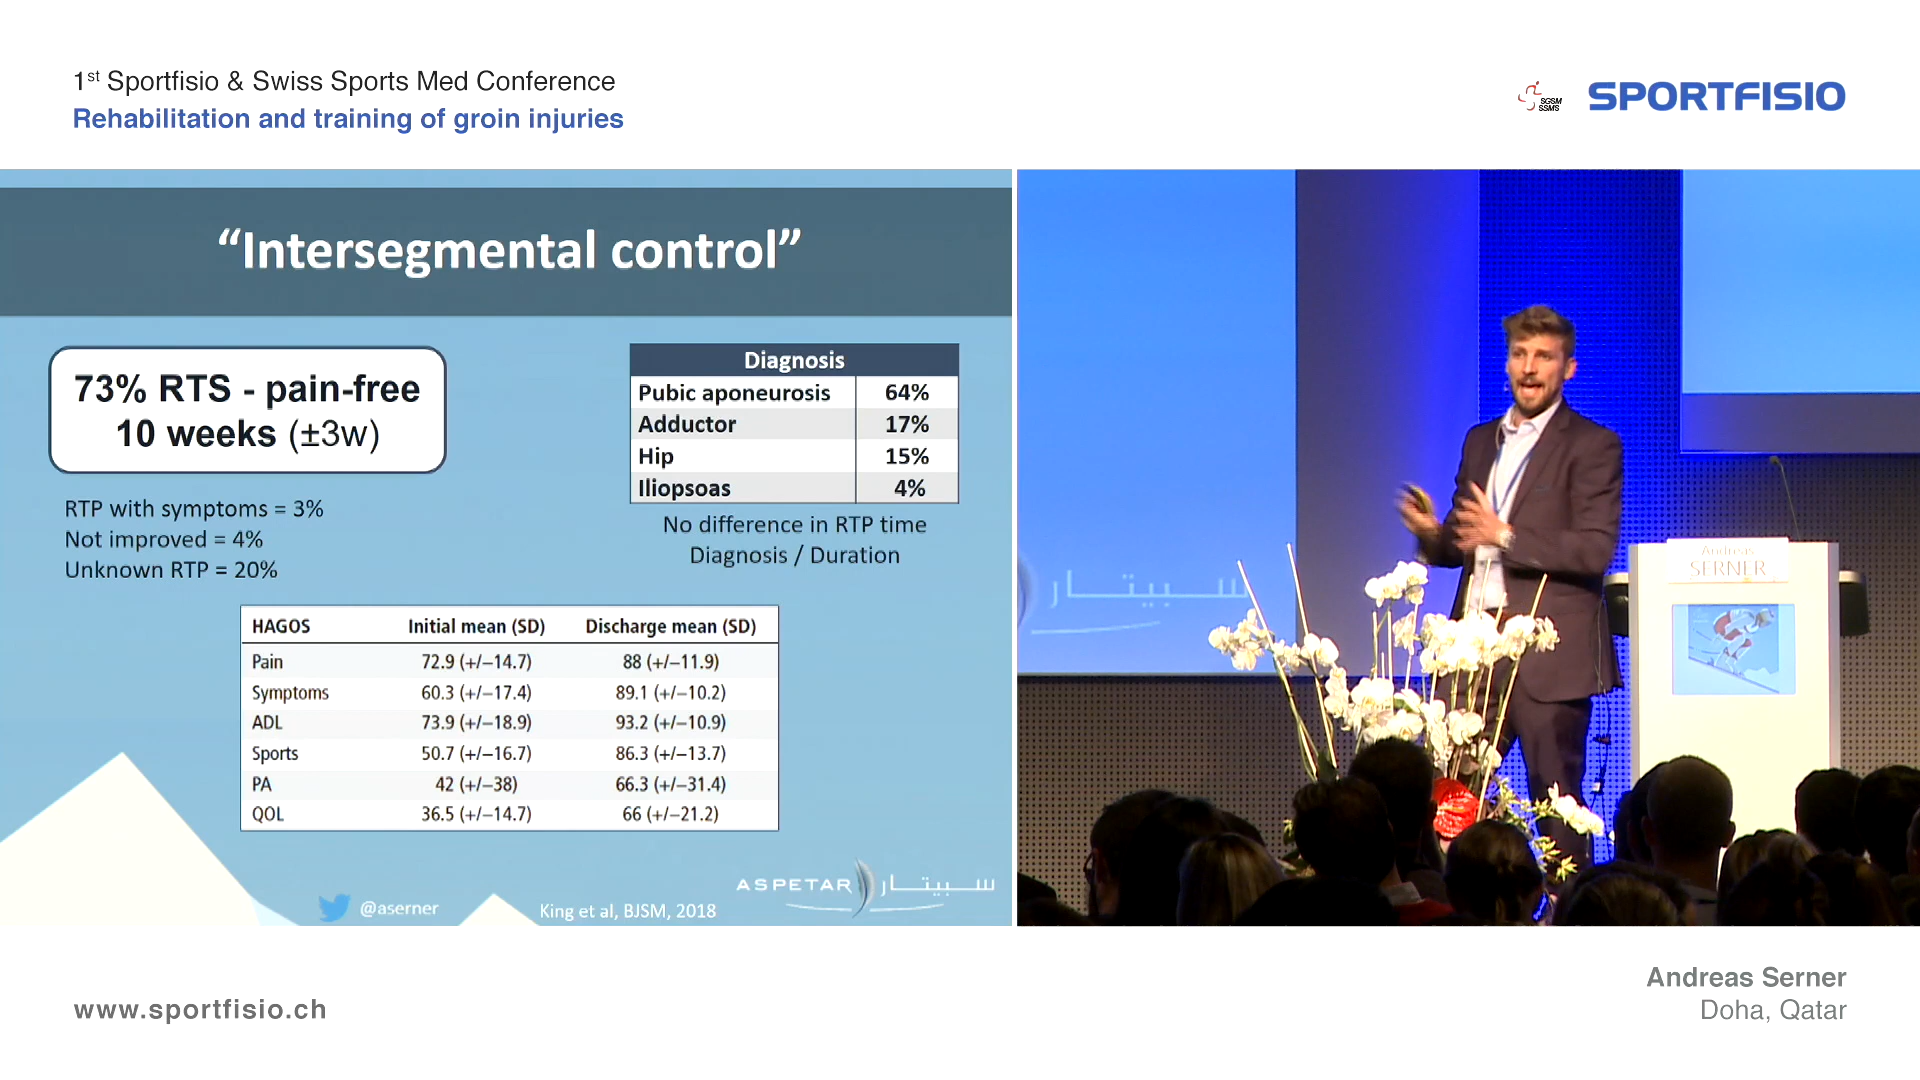 1st Sportfisio & Swiss Sports Med Conference
Rehabilitation and training of groin injuries
SGSM
SSMS
SPORTFISIO
“Intersegmental control”
73% RTS - pain-free
10 weeks (±3w)
RTP with symptoms = 3%
Not improved = 4%
Unknown RTP = 20%
Diagnosis
Pubic aponeurosis 64%
Adductor 17%
Hip 15%
Iliopsoas 4%
No difference in RTP time
Diagnosis / Duration
HAGOS Initial mean (SD) Discharge mean (SD)
Pain 72.9 (+/−14.7) 88 (+/−11.9)
Symptoms 60.3 (+/−17.4) 89.1 (+/−10.2)
ADL 73.9 (+/−18.9) 93.2 (+/−10.9)
Sports 50.7 (+/−16.7) 86.3 (+/−13.7)
PA 42 (+/−38) 66.3 (+/−31.4)
QOL 36.5 (+/−14.7) 66 (+/−21.2)
@aserner
King et al, BJSM, 2018
ASPETAR سبيتار
سبيتار
Andreas
SERNER
www.sportfisio.ch
Andreas Serner
Doha, Qatar